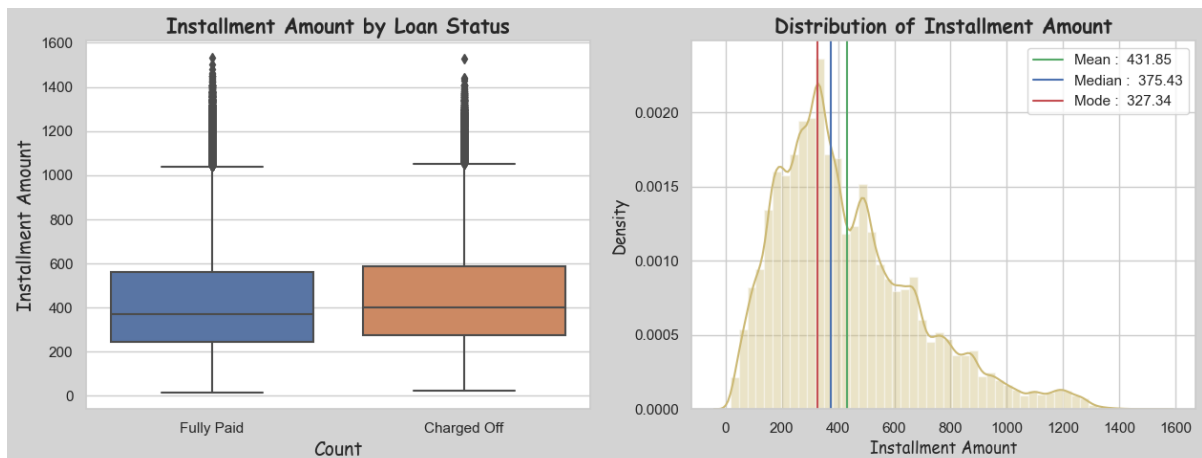 Installment Amount by Loan Status
Installment Amount
1600
1400
1200
1000
800
600
400
200
0
Fully Paid
Charged Off
Count
Distribution of Installment Amount
Mean : 431.85
Median : 375.43
Mode : 327.34
Density
0.0020
0.0015
0.0010
0.0005
0.0000
0
200
400
600
800
1000
1200
1400
1600
Installment Amount